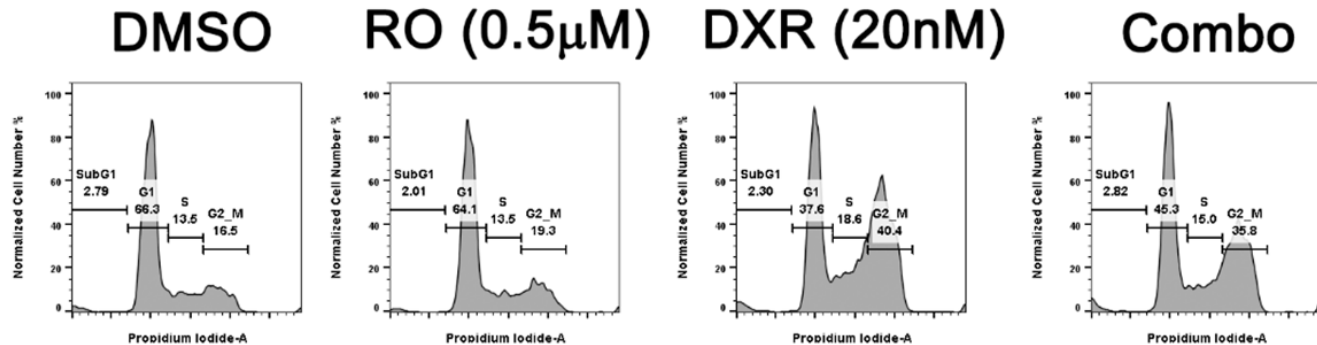 DMSO
RO (0.5μM)
DXR (20nM)
Combo
Normalized Cell Number %
100
80
60
40
20
0
SubG1
2.79
G1
66.3
S
13.5
G2_M
16.5
Propidium Iodide-A
Normalized Cell Number %
100
80
60
40
20
0
SubG1
2.01
G1
64.1
S
13.5
G2_M
19.3
Propidium Iodide-A
Normalized Cell Number %
100
80
60
40
20
0
SubG1
2.30
G1
37.6
S
18.6
G2_M
40.4
Propidium Iodide-A
Normalized Cell Number %
100
80
60
40
20
0
SubG1
2.82
G1
45.3
S
15.0
G2_M
35.8
Propidium Iodide-A